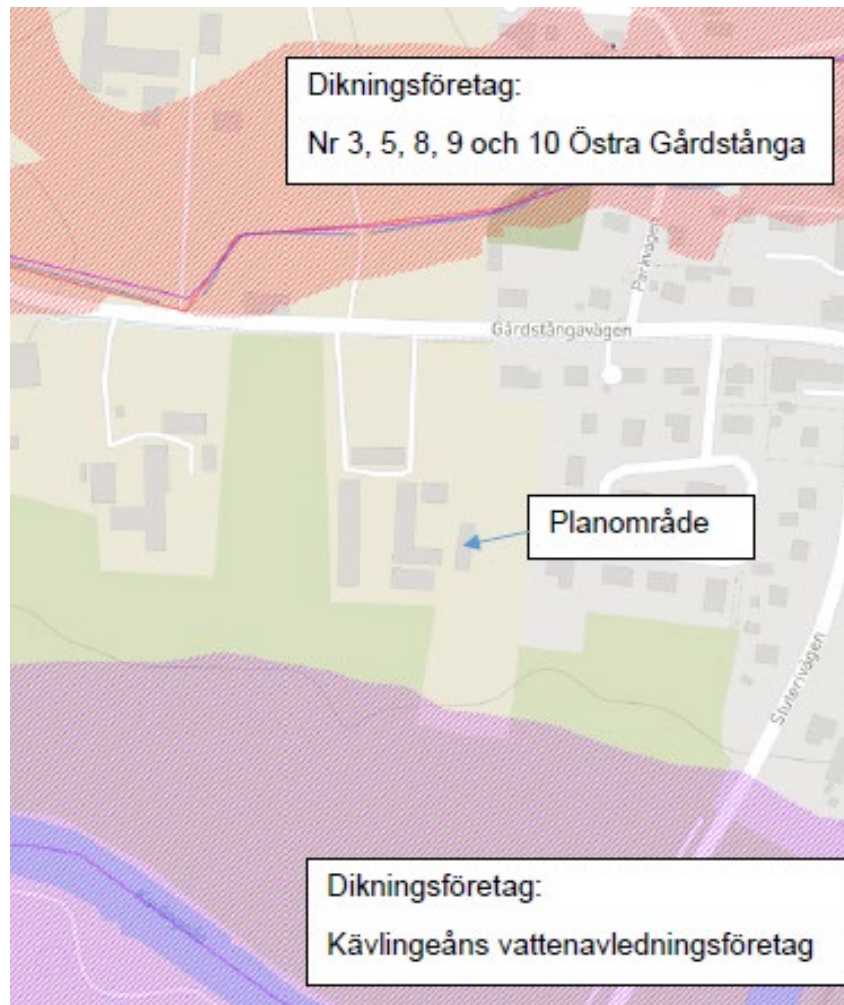 Dikningsföretag:
Nr 3, 5, 8, 9 och 10 Östra Gårdstånga
Parkvägen
Gårdstångavägen
Planområde
Stuterivägen
Dikningsföretag:
Kävlingeåns vattenavledningsföretag